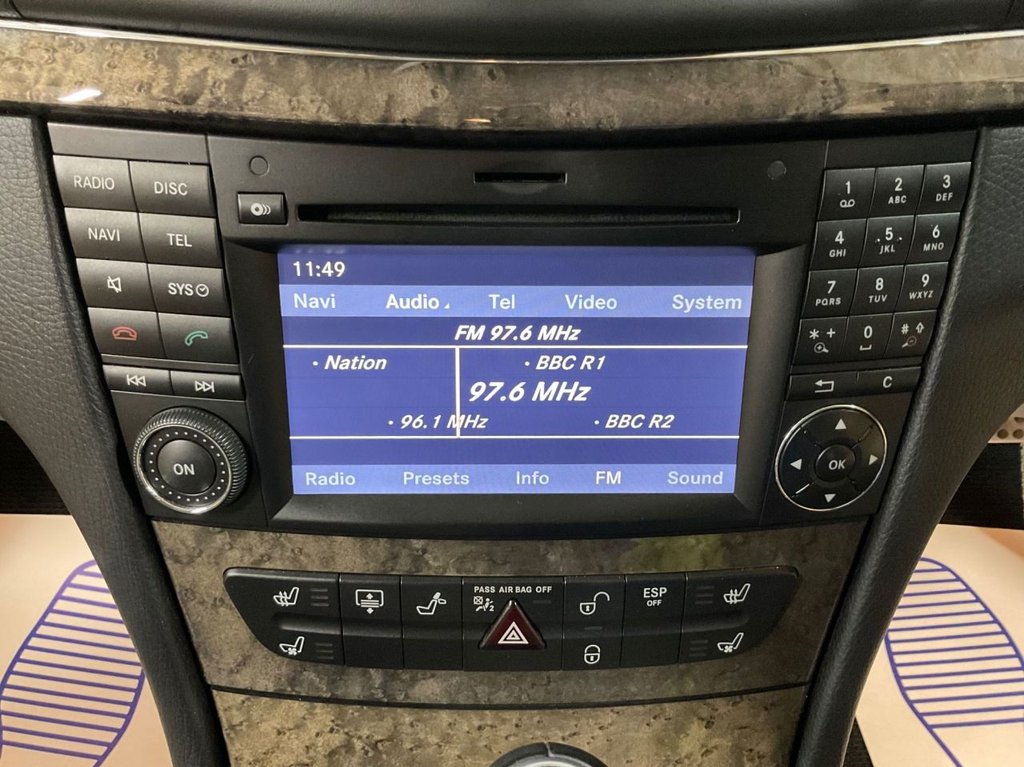 RADIO DISC
NAVI TEL
SYS
ON
11:49
Navi Audio Tel Video System
FM 97.6 MHz
• Nation • BBC R1
97.6 MHz
• 96.1 MHz • BBC R2
Radio Presets Info FM Sound
1 2 ABC 3 DEF
4 GHI 5 JKL 6 MNO
7 PQRS 8 TUV 9 WXYZ
* + 0 #
C
OK
PASS AIR BAG OFF
2
ESP
OFF